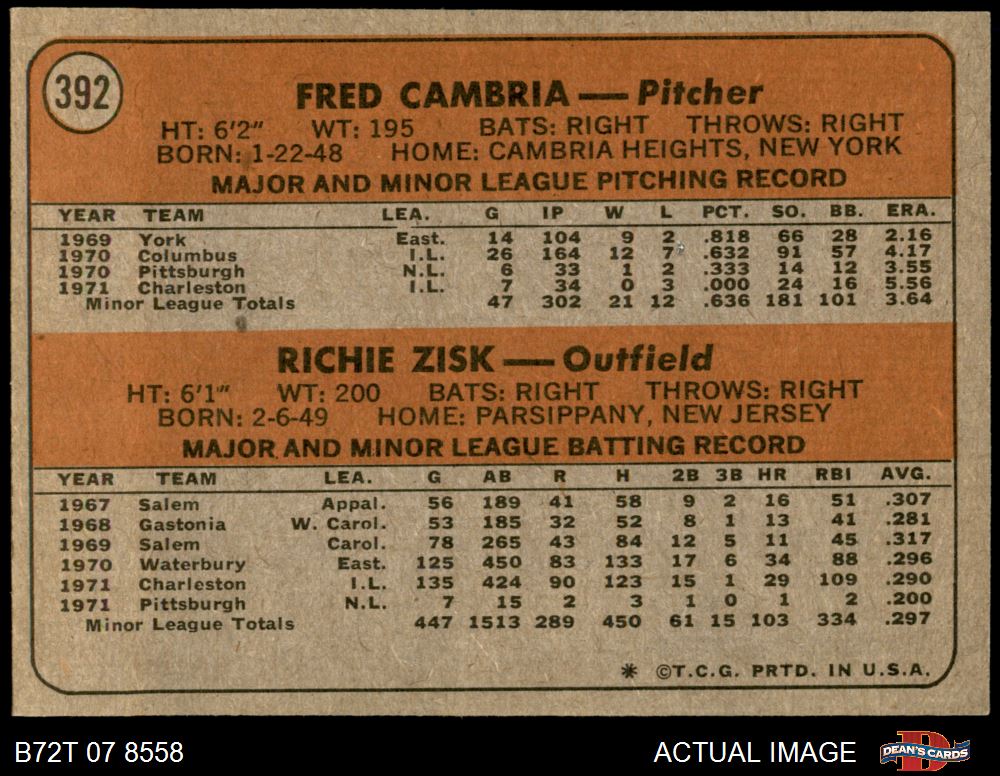 392
FRED CAMBRIA — Pitcher
HT: 6'2" WT: 195 BATS: RIGHT THROWS: RIGHT
BORN: 1-22-48 HOME: CAMBRIA HEIGHTS, NEW YORK
MAJOR AND MINOR LEAGUE PITCHING RECORD
YEAR TEAM LEA. G IP W L PCT. SO. BB. ERA.
1969 York East. 14 104 9 2 .818 66 28 2.16
1970 Columbus I.L. 26 164 12 7 .632 91 57 4.17
1970 Pittsburgh N.L. 6 33 1 2 .333 14 12 3.55
1971 Charleston I.L. 7 34 0 3 .000 24 16 5.56
Minor League Totals 47 302 21 12 .636 181 101 3.64
RICHIE ZISK — Outfield
HT: 6'1" WT: 200 BATS: RIGHT THROWS: RIGHT
BORN: 2-6-49 HOME: PARSIPPANY, NEW JERSEY
MAJOR AND MINOR LEAGUE BATTING RECORD
YEAR TEAM LEA. G AB R H 2B 3B HR RBI AVG.
1967 Salem Appal. 56 189 41 58 9 2 16 51 .307
1968 Gastonia W. Carol. 53 185 32 52 8 1 13 41 .281
1969 Salem Carol. 78 265 43 84 12 5 11 45 .317
1970 Waterbury East. 125 450 83 133 17 6 34 88 .296
1971 Charleston I.L. 135 424 90 123 15 1 29 109 .290
1971 Pittsburgh N.L. 7 15 2 3 1 0 1 2 .200
Minor League Totals 447 1513 289 450 61 15 103 334 .297
* ©T.C.G. PRTD. IN U.S.A.
B72T 07 8558 ACTUAL IMAGE DEAN'S CARDS